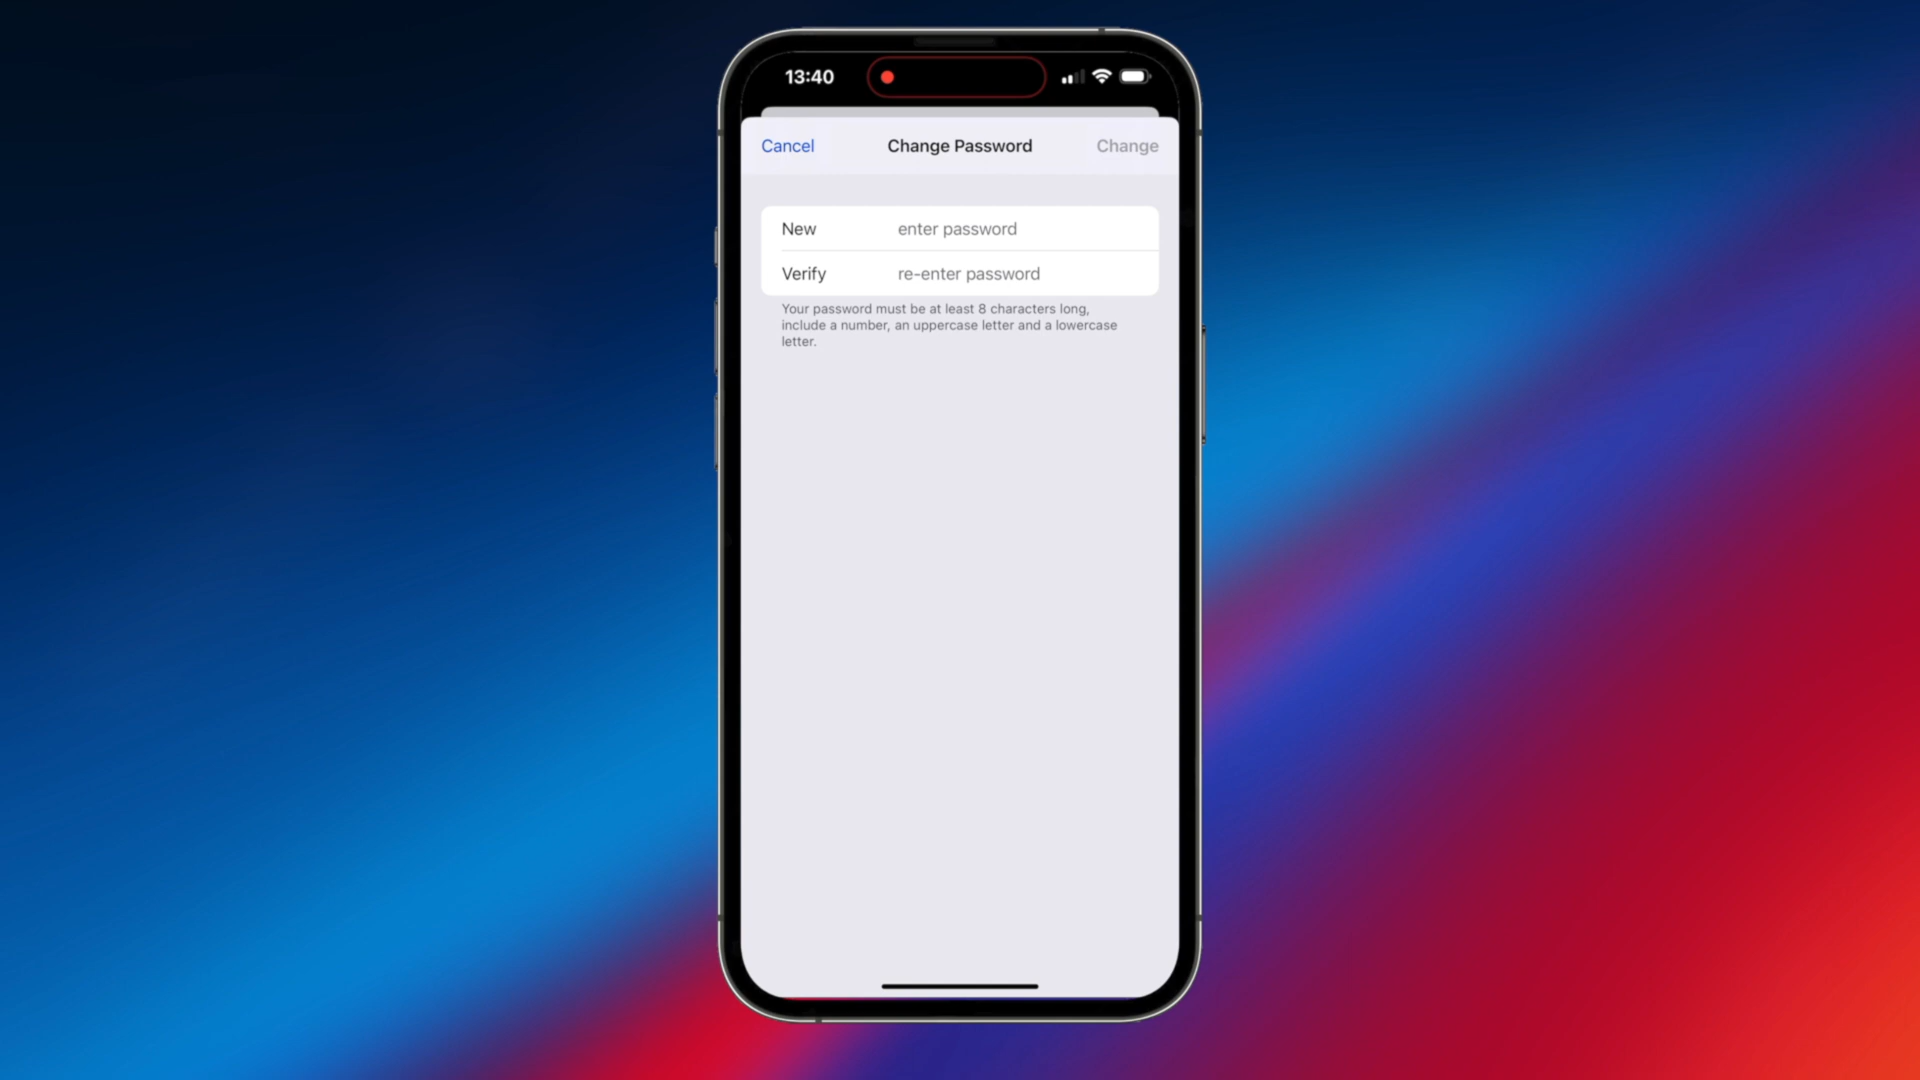 13:40
Cancel Change Password Change
New enter password
Verify re-enter password
Your password must be at least 8 characters long,
include a number, an uppercase letter and a lowercase
letter.